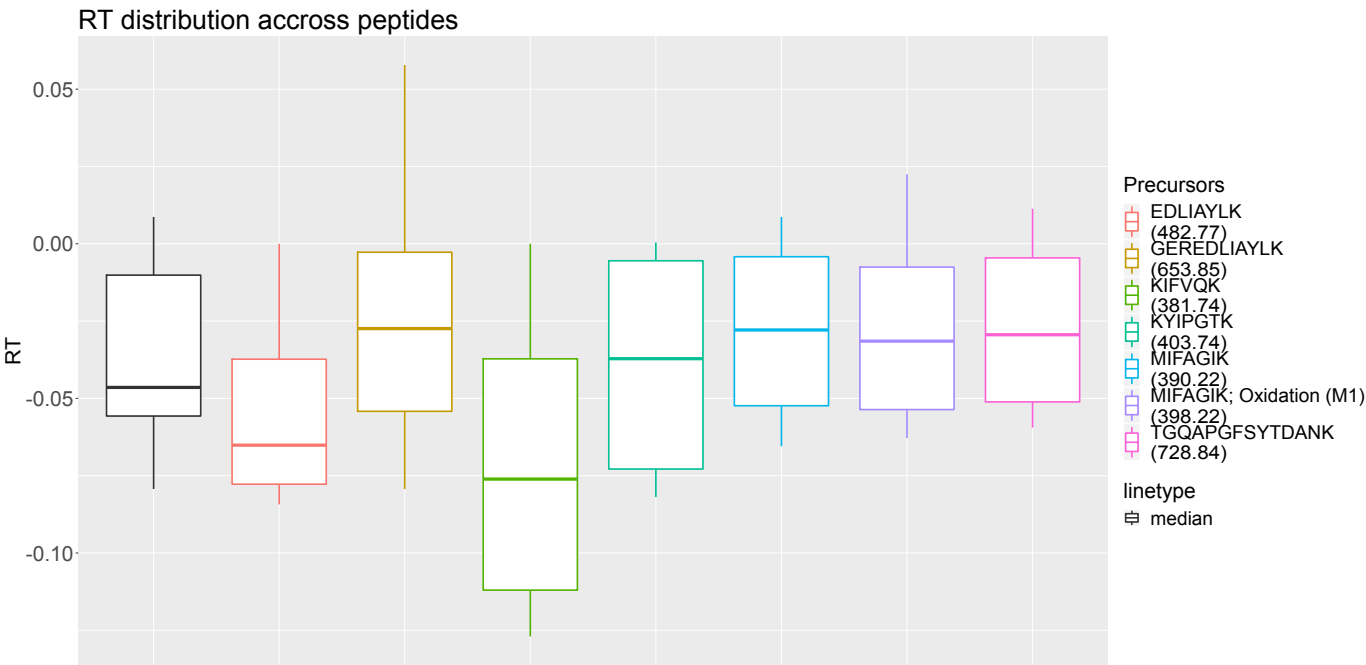 RT distribution accross peptides
0.05
0.00
-0.05
-0.10
RT
Precursors
EDLIAYLK
(482.77)
GEREDLIAYLK
(653.85)
KIFVQK
(381.74)
KYIPGTK
(403.74)
MIFAGIK
(390.22)
MIFAGIK; Oxidation (M1)
(398.22)
TGQAPGFSYTDANK
(728.84)
linetype
median